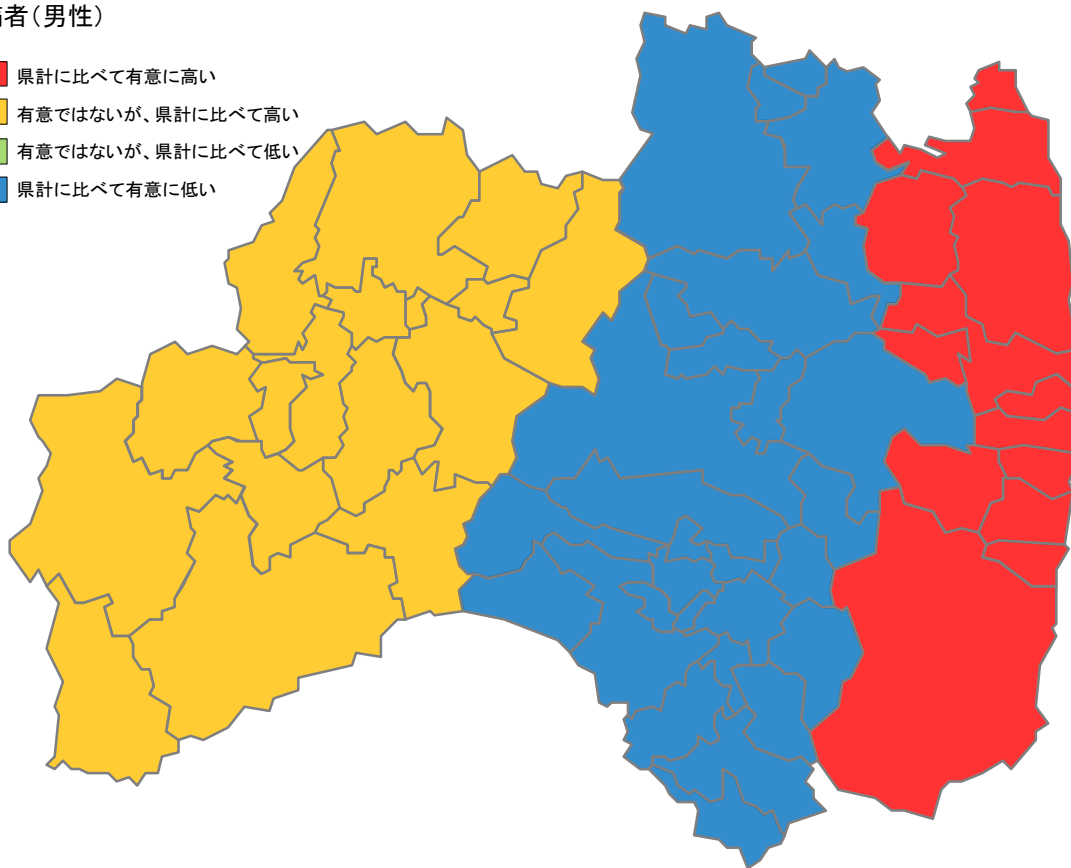 者(男性)
県計に比べて有意に高い
有意ではないが、県計に比べて高い
有意ではないが、県計に比べて低い
県計に比べて有意に低い